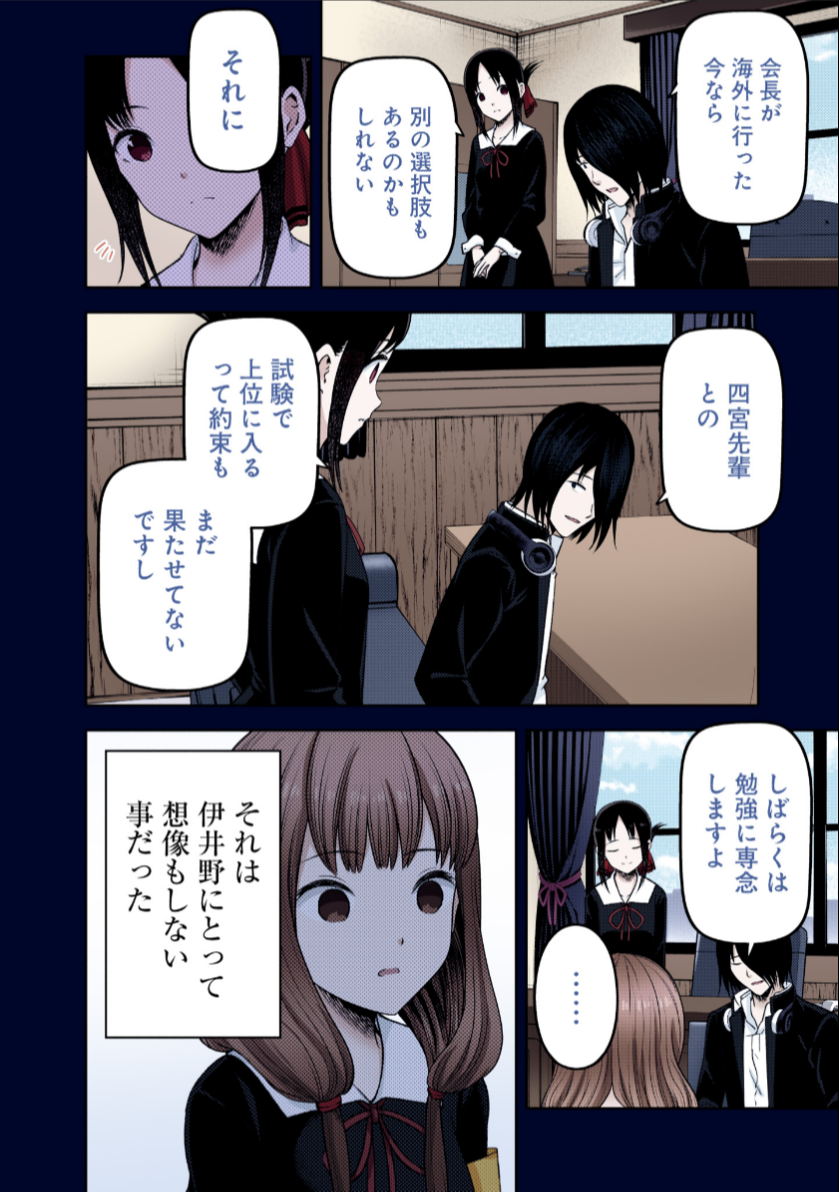 会長が
海外に行った
今なら
別の選択肢も
あるのかも
しれない
それに
四宮先輩
との
試験で
上位に入る
って約束も
まだ
果たせてない
ですし
しばらくは
勉強に専念
しますよ
……
それは
伊井野にとって
想像もしない
事だった